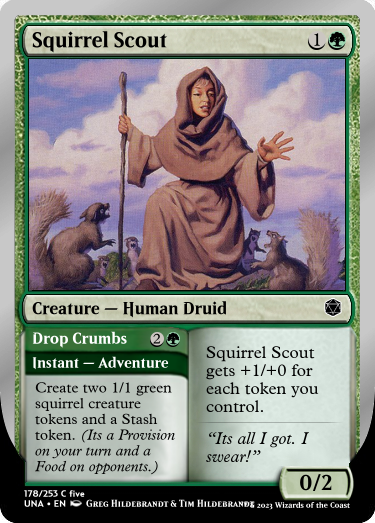 Squirrel Scout 1
Creature — Human Druid
Drop Crumbs 2
Instant — Adventure
Create two 1/1 green
squirrel creature
tokens and a Stash
token. (Its a Provision
on your turn and a
Food on opponents.)
Squirrel Scout
gets +1/+0 for
each token you
control.
“Its all I got. I
swear!”
0/2
178/253 C five
UNA • EN Greg Hildebrandt & Tim Hildebrandt
2023 Wizards of the Coast